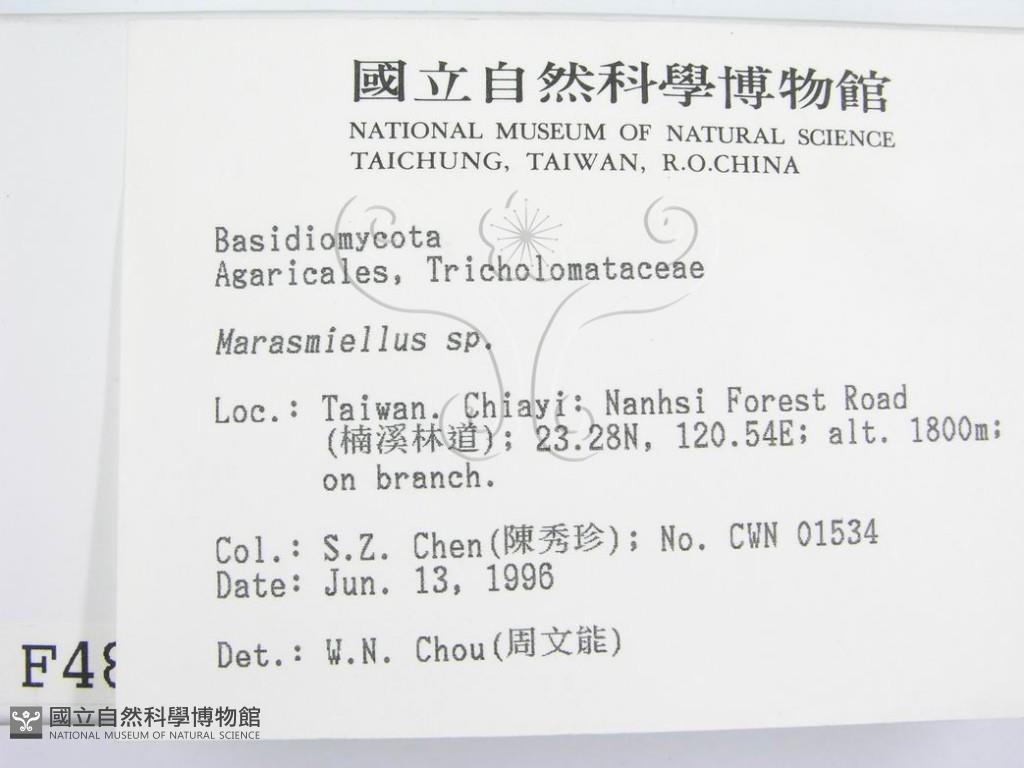 國立自然科學博物館
NATIONAL MUSEUM OF NATURAL SCIENCE
TAICHUNG, TAIWAN, R.O.CHINA
Basidiomycota
Agaricales, Tricholomataceae
Marasmiellus sp.
Loc.: Taiwan. Chiayi: Nanhsi Forest Road
(楠溪林道); 23.28N, 120.54E; alt. 1800m;
on branch.
Col.: S.Z. Chen(陳秀珍); No. CWN 01534
Date: Jun. 13, 1996
Det.: W.N. Chou(周文能)
F48
國立自然科學博物館
NATIONAL MUSEUM OF NATURAL SCIENCE